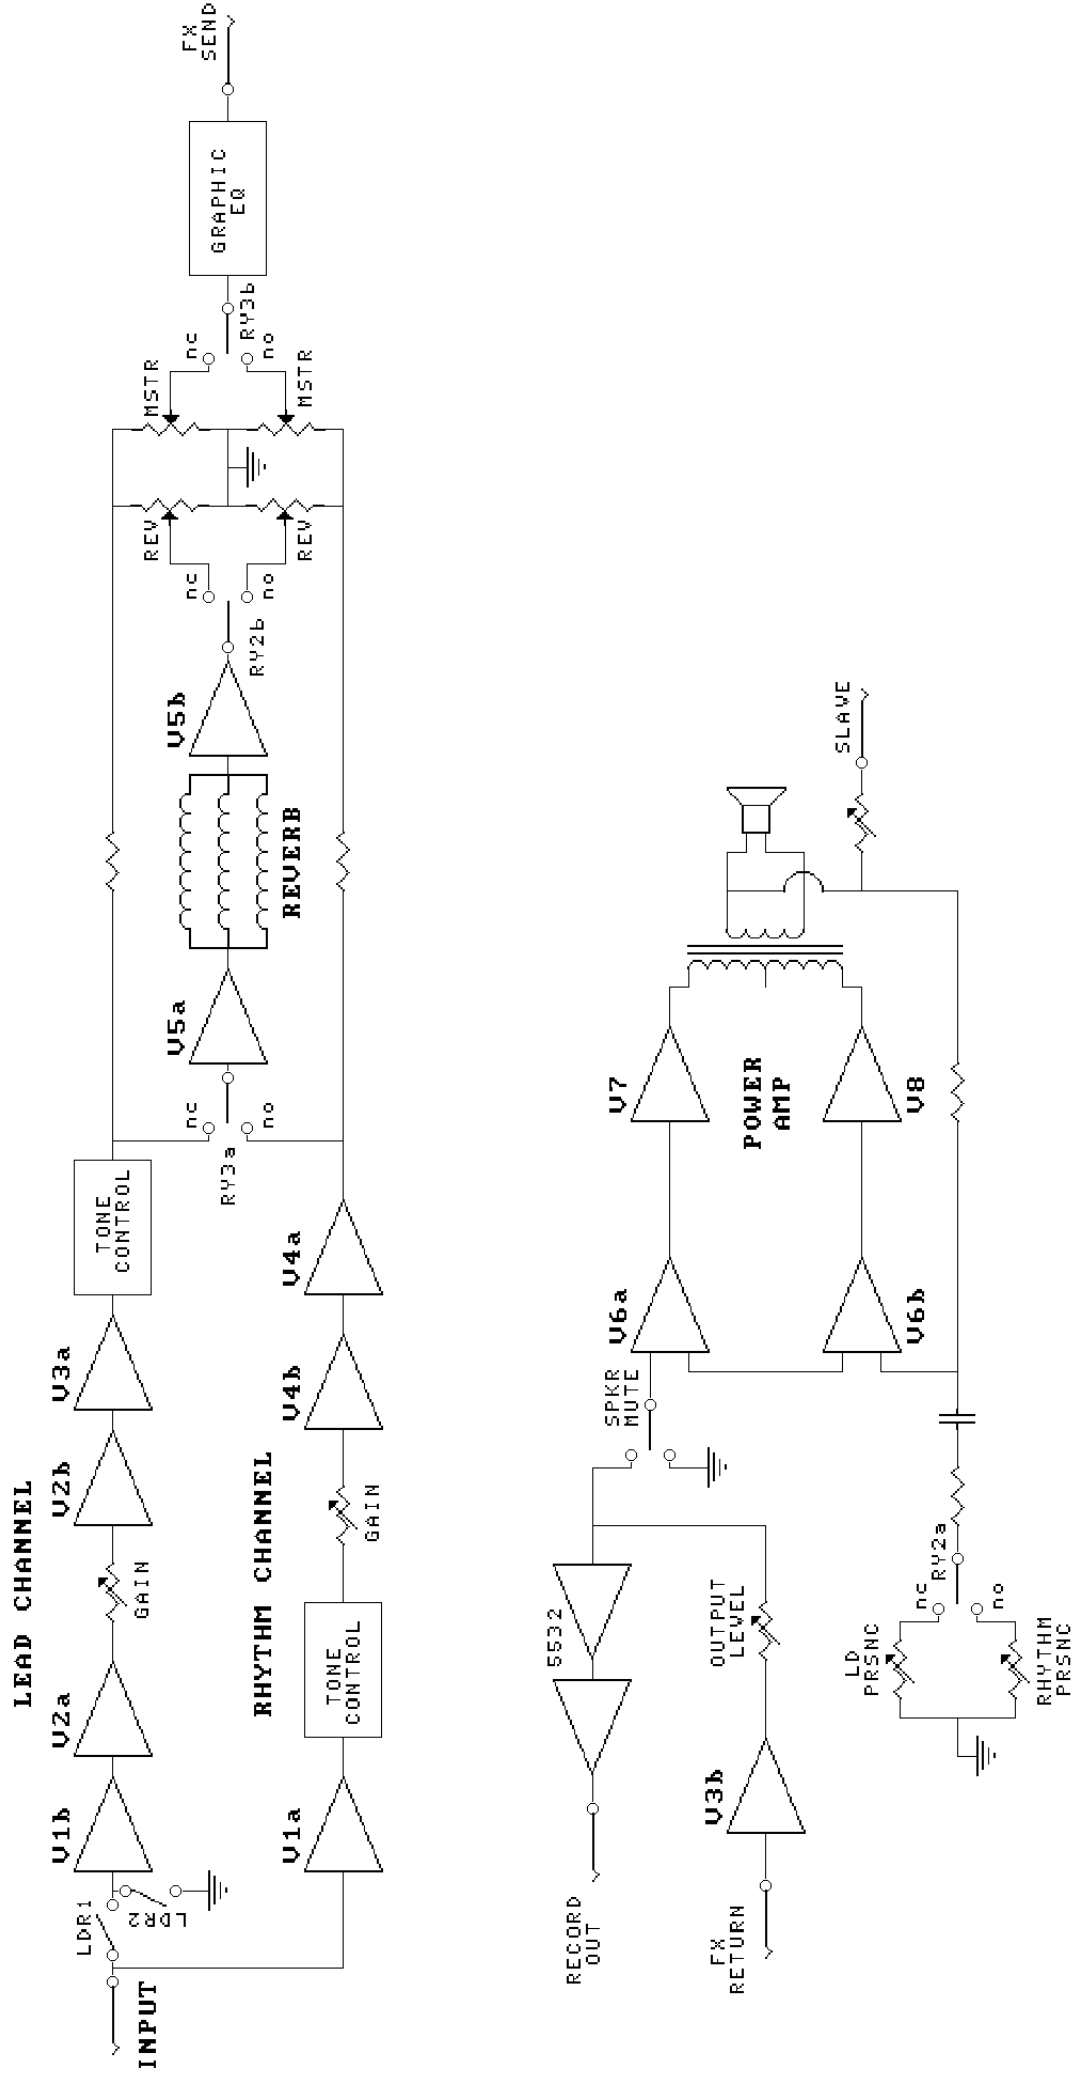 LEAD CHANNEL
INPUT
LDR1
LDR2
V1b
V2a
GAIN
V2b
V3a
TONE
CONTROL
RHYTHM CHANNEL
V1a
TONE
CONTROL
GAIN
V4b
V4a
RY3a
nc
no
V5a
REVERB
V5b
RY2b
nc
no
REV
REV
MSTR
MSTR
nc
no
RY3b
GRAPHIC
EQ
FX
SEND
RECORD
OUT
5532
FX
RETURN
V3b
OUTPUT
LEVEL
SPKR
MUTE
V6a
V6b
V7
V8
POWER
AMP
SLAVE
LD
PRSNC
RHYTHM
PRSNC
nc
no
RY2a